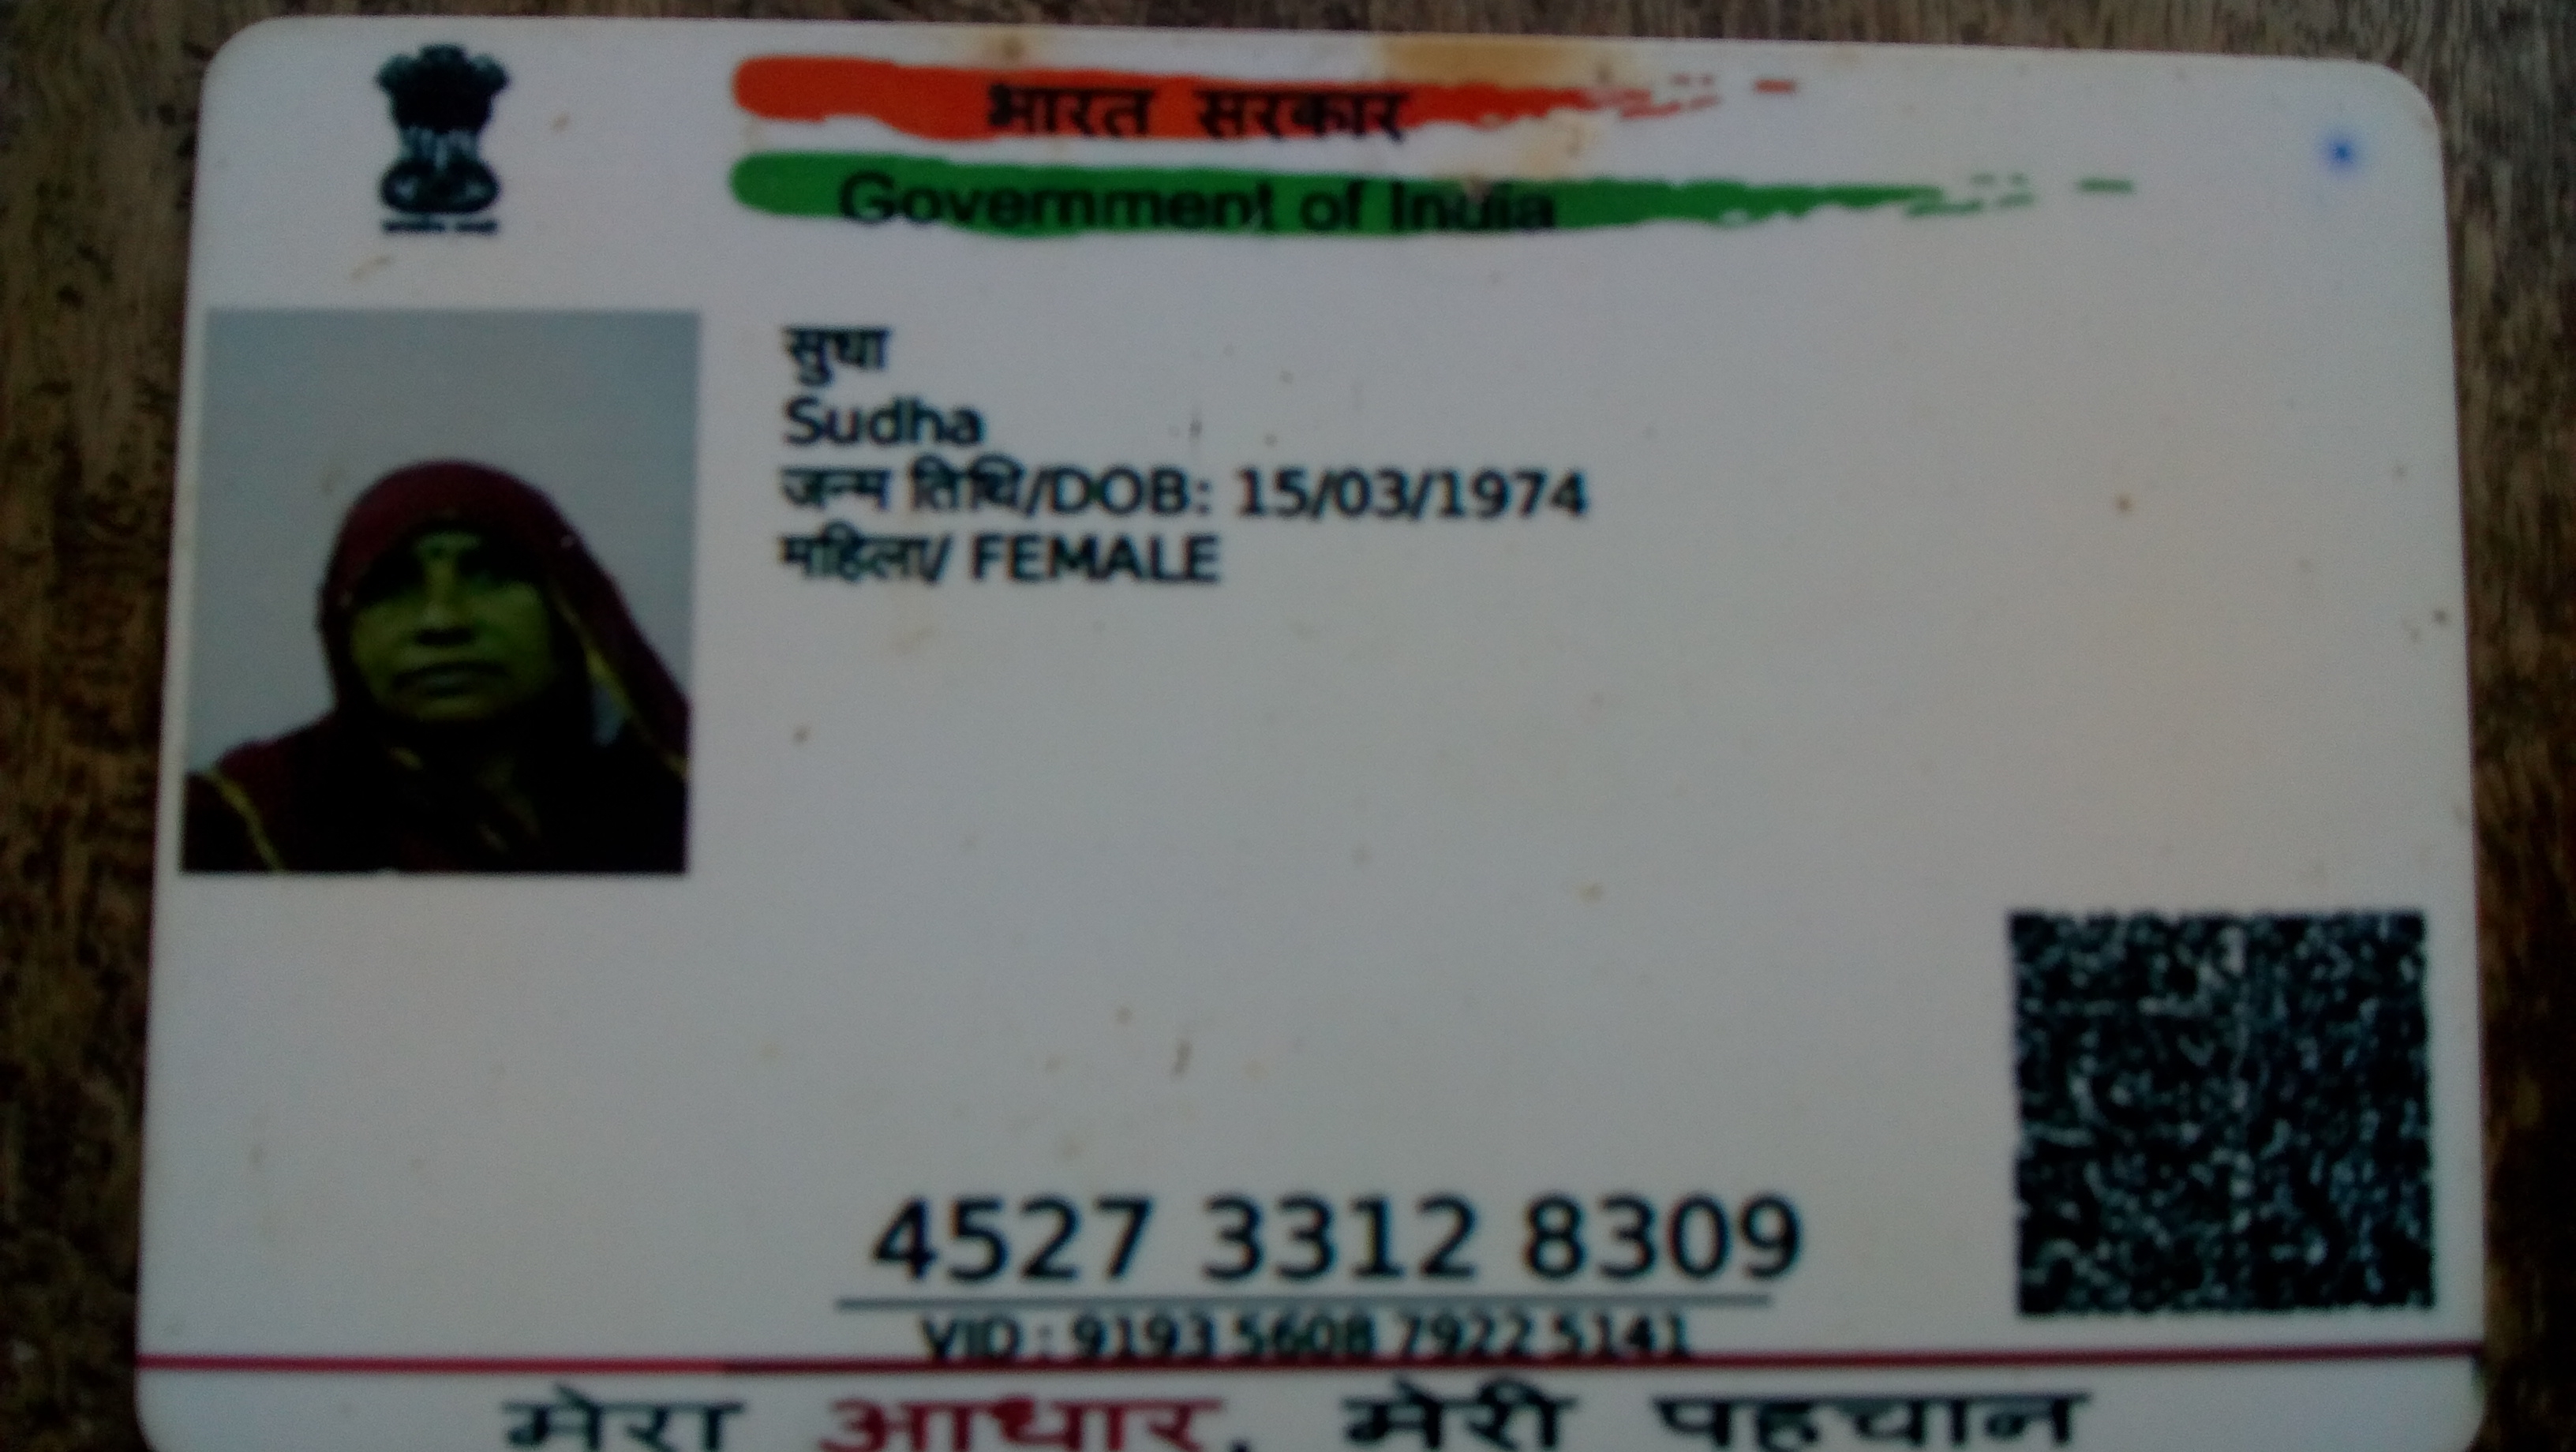 भारत सरकार
Government of India
सुधा
Sudha
जन्म तिथि/DOB: 15/03/1974
महिला/ FEMALE
4527 3312 8309
VID : 9193 5608 7922 5141
मेरा आधार, मेरी पहचान